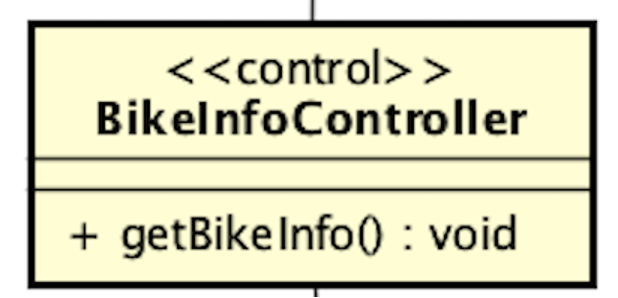 <<control>>
BikeInfoController
+ getBikeInfo() : void